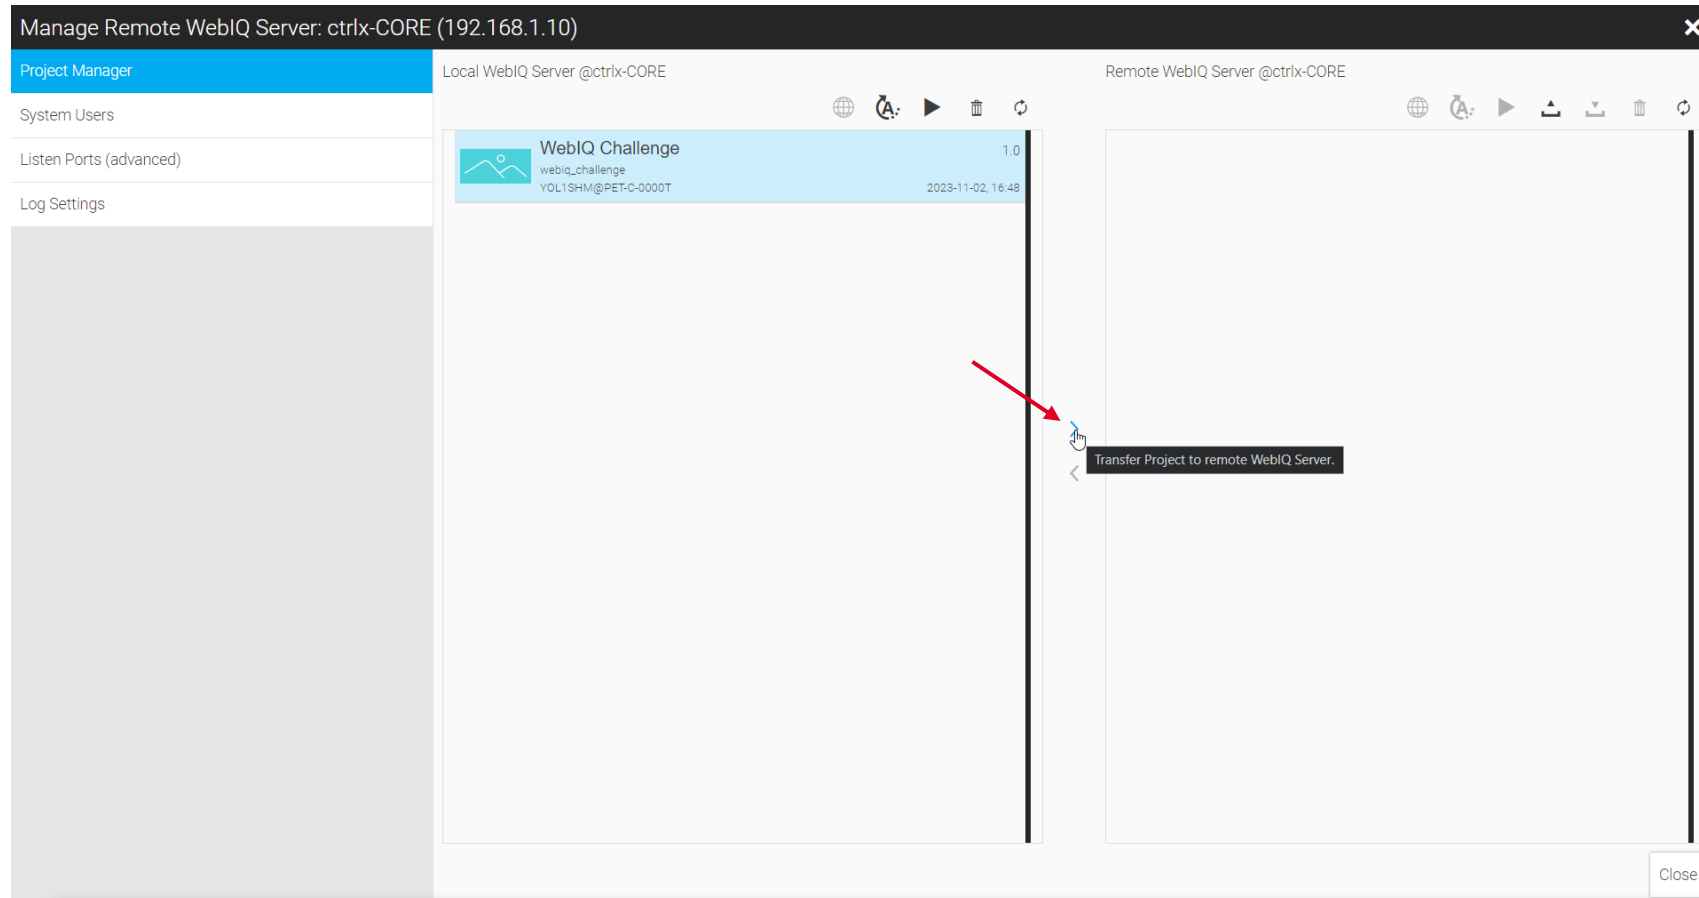 Manage Remote WebIQ Server: ctrlx-CORE (192.168.1.10)
Project Manager
System Users
Listen Ports (advanced)
Log Settings
Local WebIQ Server @ctrlx-CORE
WebIQ Challenge
1.0
webiq_challenge
YOL1SHM@PET-C-0000T
2023-11-02, 16:48
Remote WebIQ Server @ctrlx-CORE
Transfer Project to remote WebIQ Server.
Close